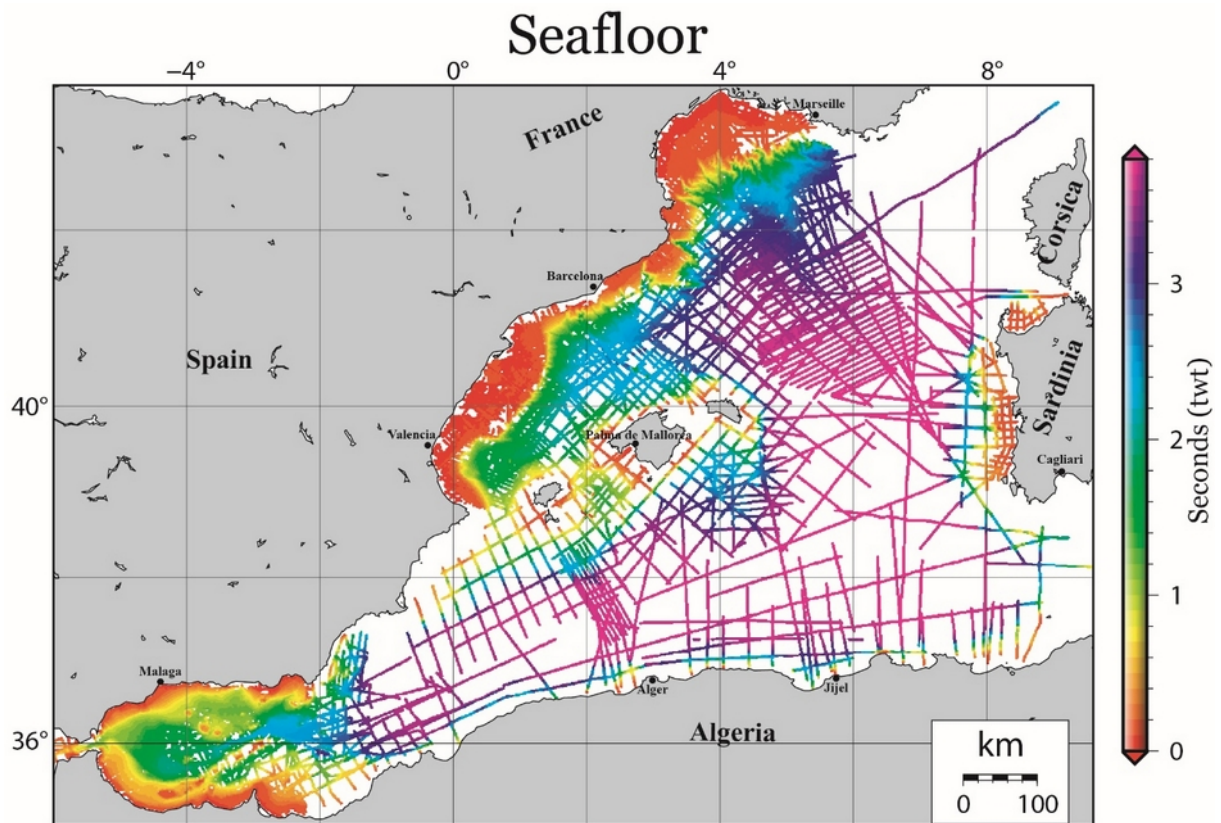 Seafloor
−4° 0° 4° 8°
Marseille
France
Corsica
3
Barcelona
Spain
Sardinia
Seconds (twt)
40°
Valencia
Palma de Mallorca
2
Cagliari
1
Malaga
Alger
Jijel
36°
Algeria
km
0 100
0